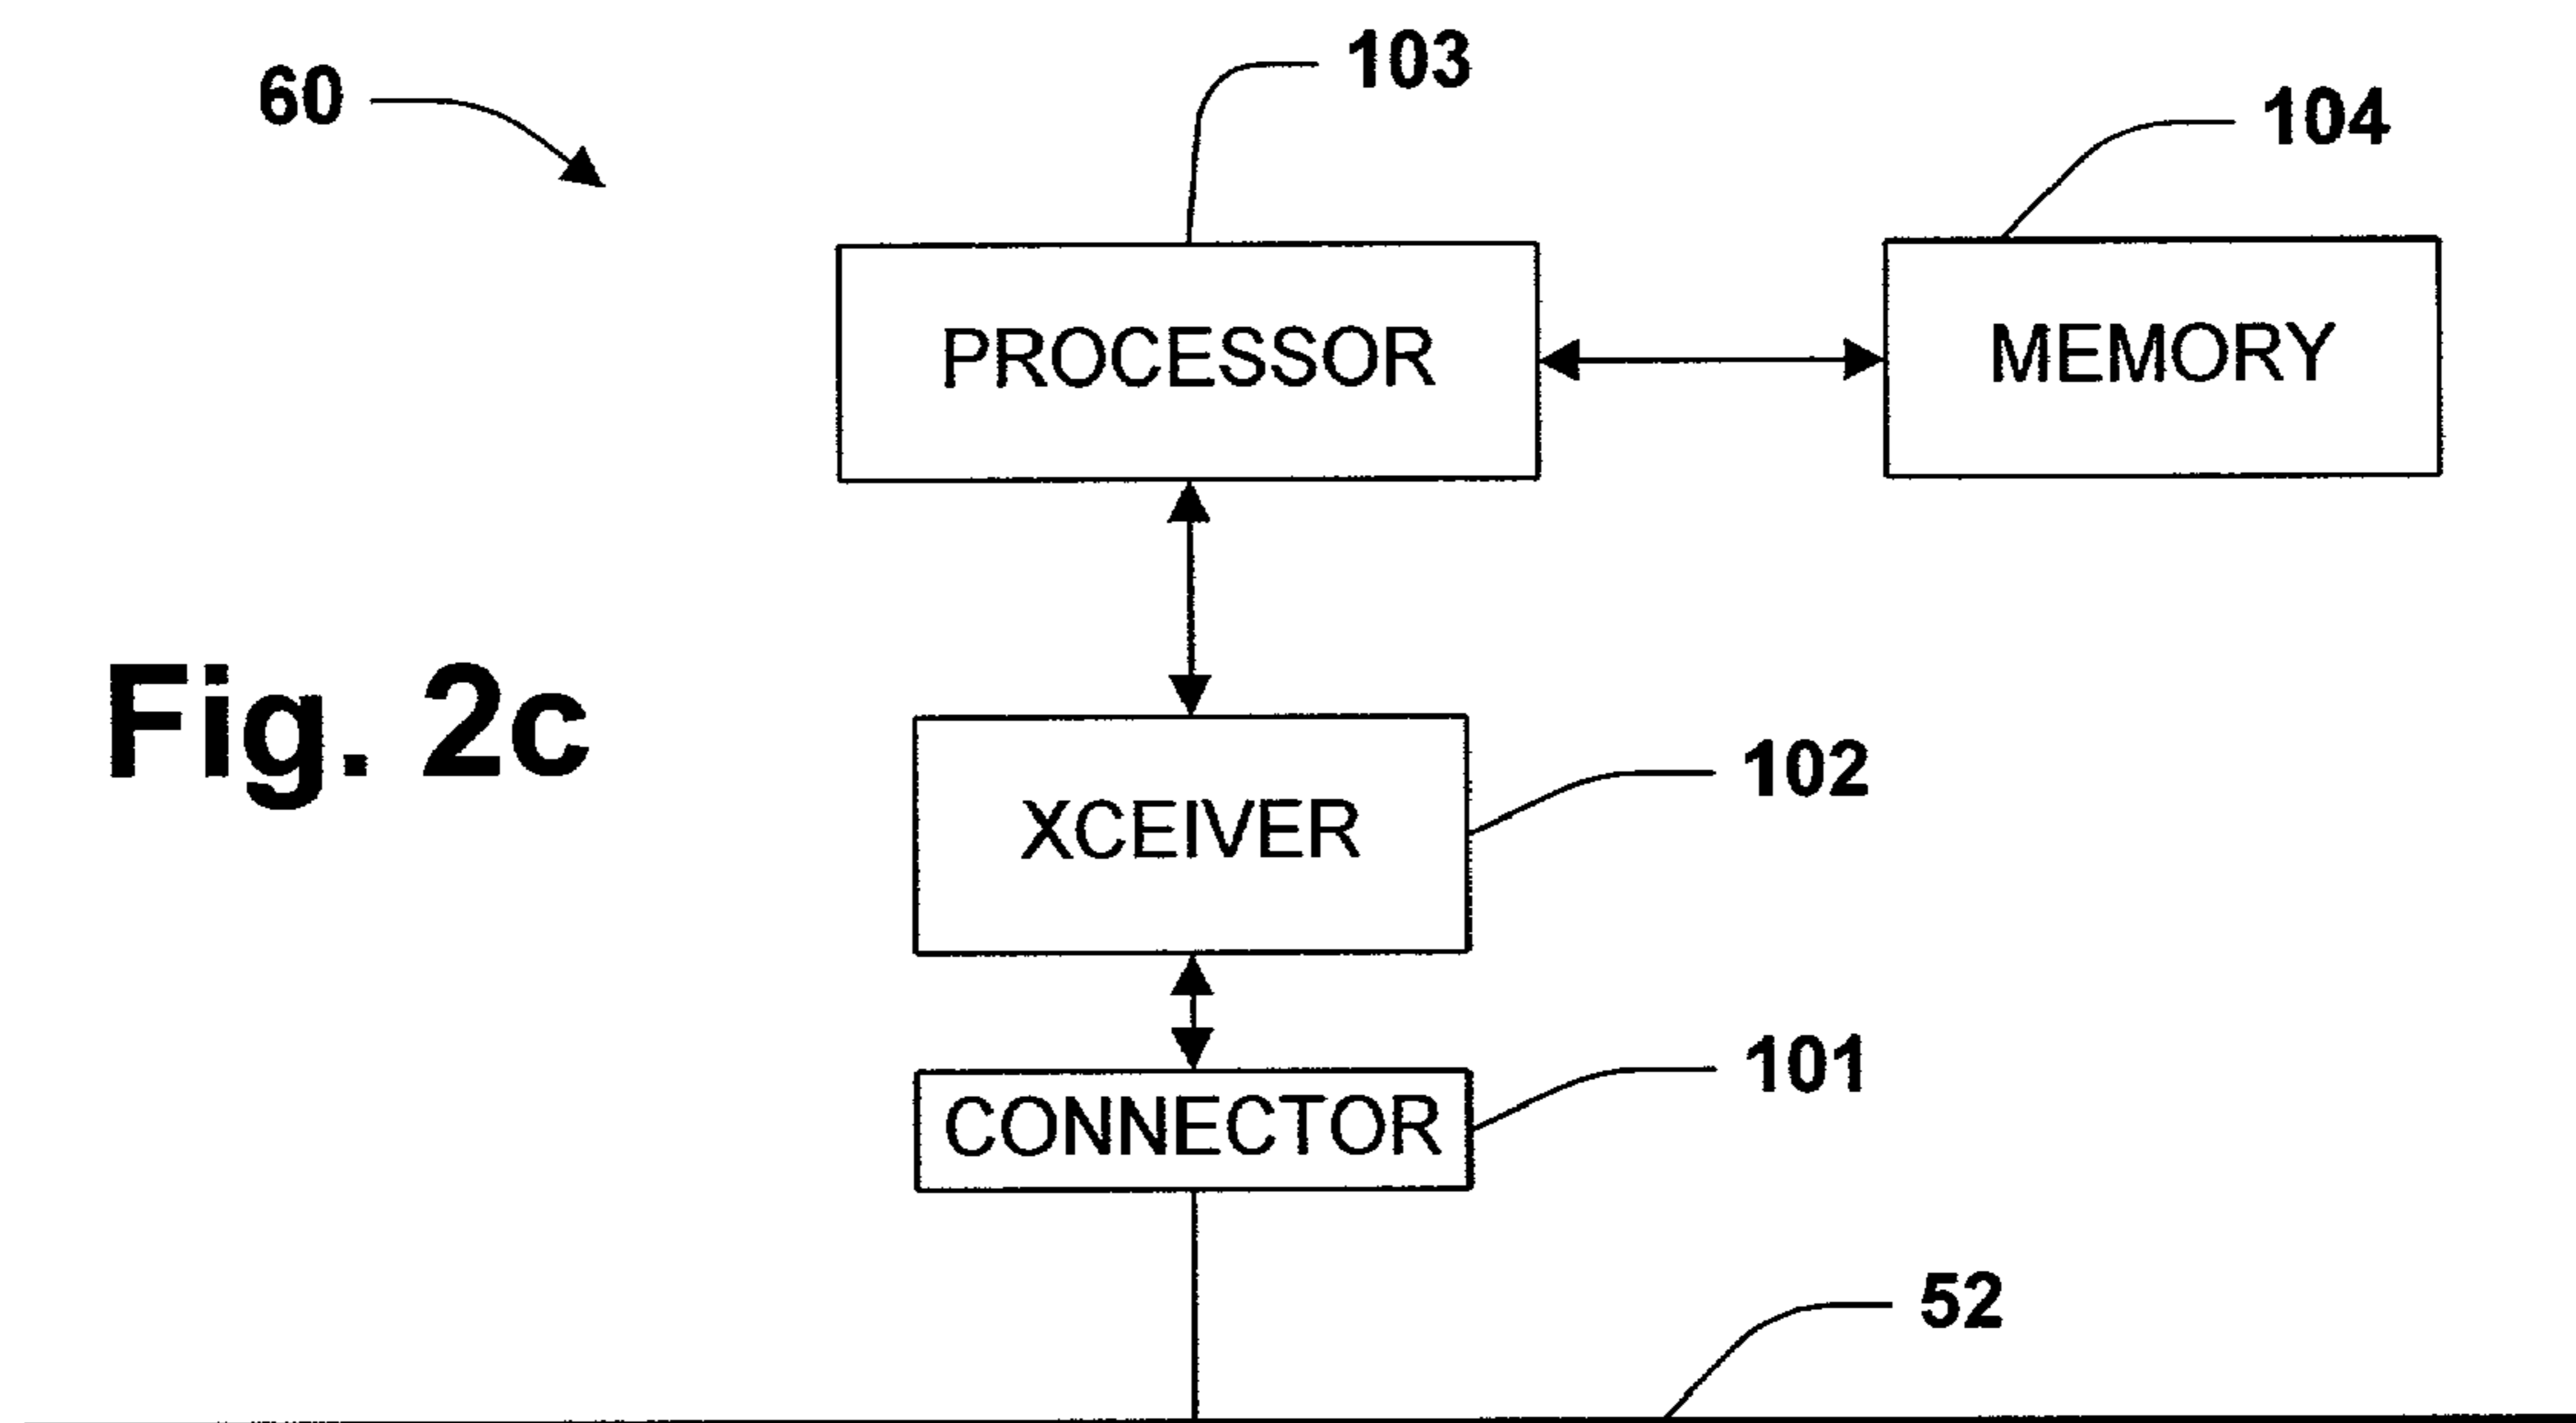 103
60
104
PROCESSOR
MEMORY
Fig. 2c
102
XCEIVER
101
CONNECTOR
52